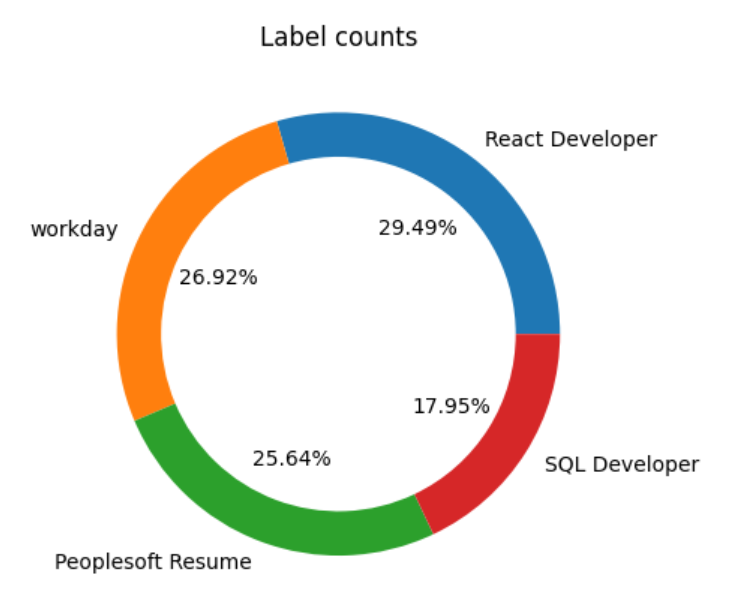 Label counts
React Developer
29.49%
workday
26.92%
17.95%
25.64%
SQL Developer
Peoplesoft Resume